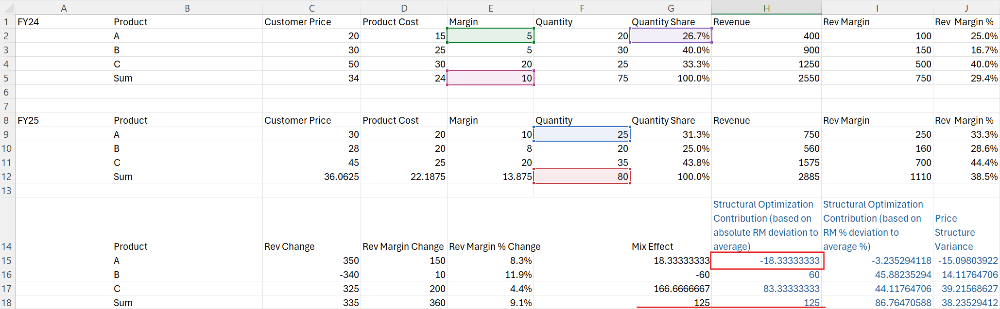 A B C D E F G H I J
1 FY24 Product Customer Price Product Cost Margin Quantity Quantity Share Revenue Rev Margin Rev Margin %
2 A 20 15 5 20 26.7% 400 100 25.0%
3 B 30 25 5 30 40.0% 900 150 16.7%
4 C 50 30 20 25 33.3% 1250 500 40.0%
5 Sum 34 24 10 75 100.0% 2550 750 29.4%
6
7
8 FY25 Product Customer Price Product Cost Margin Quantity Quantity Share Revenue Rev Margin Rev Margin %
9 A 30 20 10 25 31.3% 750 250 33.3%
10 B 28 20 8 20 25.0% 560 160 28.6%
11 C 45 25 20 35 43.8% 1575 700 44.4%
12 Sum 36.0625 22.1875 13.875 80 100.0% 2885 1110 38.5%
13
Structural Optimization Structural Optimization
Contribution (based on Contribution (based on Price
absolute RM deviation to RM % deviation to Structure
14 Product Rev Change Rev Margin Change Rev Margin % Change Mix Effect average) average %) Variance
15 A 350 150 8.3% 18.33333333 -18.33333333 -3.235294118 -15.09803922
16 B -340 10 11.9% -60 60 45.88235294 14.11764706
17 C 325 200 4.4% 166.6666667 83.33333333 44.11764706 39.21568627
18 Sum 335 360 9.1% 125 125 86.76470588 38.23529412